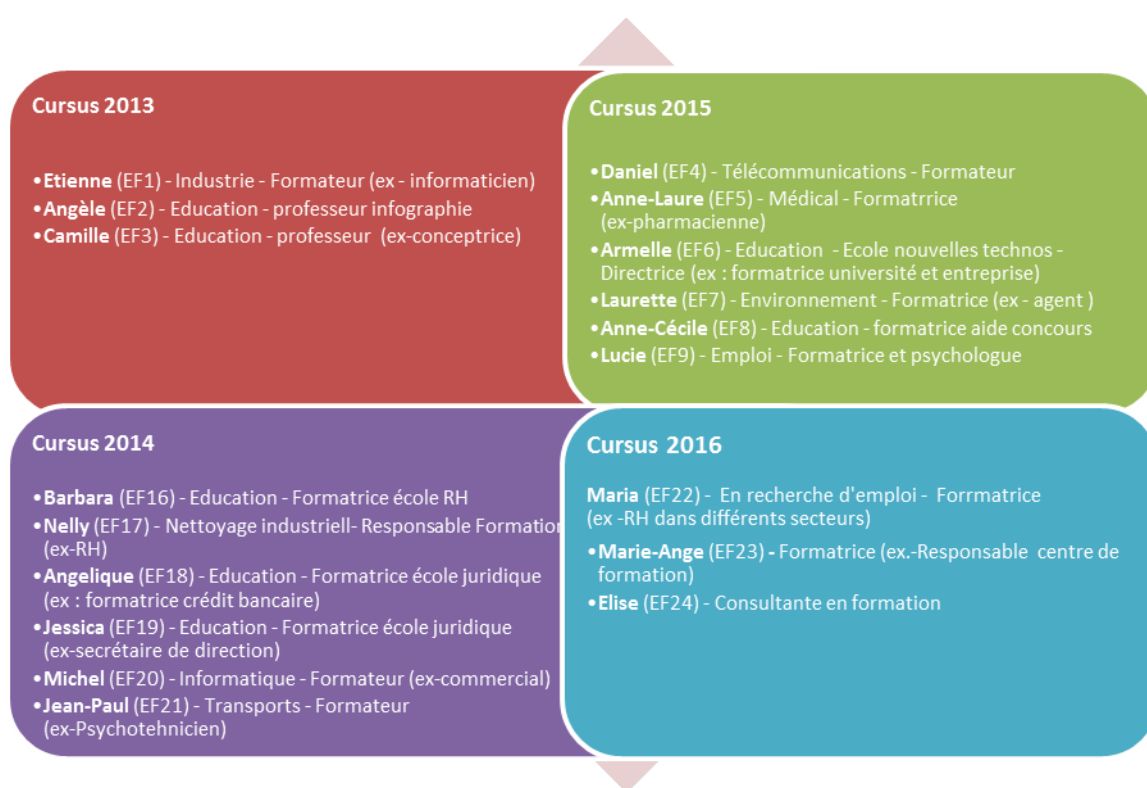 Cursus 2013
•Etienne (EF1) - Industrie - Formateur (ex - informaticien)
•Angèle (EF2) - Education - professeur infographie
•Camille (EF3) - Education - professeur (ex-conceptrice)
Cursus 2015
•Daniel (EF4) - Télécommunications - Formateur
•Anne-Laure (EF5) - Médical - Formatrrice
(ex-pharmacienne)
•Armelle (EF6) - Education - Ecole nouvelles technos -
Directrice (ex : formatrice université et entreprise)
•Laurette (EF7) - Environnement - Formatrice (ex - agent )
•Anne-Cécile (EF8) - Education - formatrice aide concours
•Lucie (EF9) - Emploi - Formatrice et psychologue
Cursus 2014
•Barbara (EF16) - Education - Formatrice école RH
•Nelly (EF17) - Nettoyage industriell- Responsable Formation
(ex-RH)
•Angelique (EF18) - Education - Formatrice école juridique
(ex : formatrice crédit bancaire)
•Jessica (EF19) - Education - Formatrice école juridique
(ex-secrétaire de direction)
•Michel (EF20) - Informatique - Formateur (ex-commercial)
•Jean-Paul (EF21) - Transports - Formateur
(ex-Psychotehnicien)
Cursus 2016
Maria (EF22) - En recherche d'emploi - Forrmatrice
(ex -RH dans différents secteurs)
•Marie-Ange (EF23) - Formatrice (ex.-Responsable centre de
formation)
•Elise (EF24) - Consultante en formation